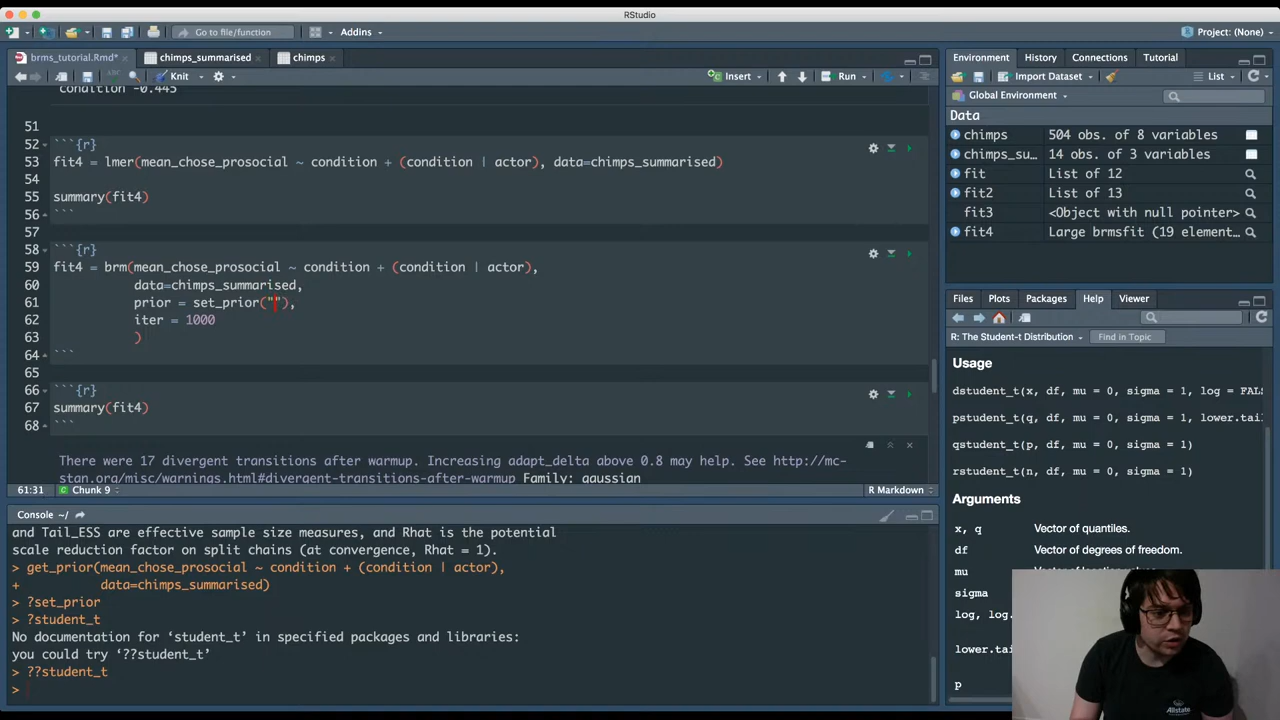 RStudio
Go to file/function
Addins
Project: (None)
brms_tutorial.Rmd*
chimps_summarised
chimps
Knit
Insert
Run
condition -0.445
51
52 ```{r}
53 fit4 = lmer(mean_chose_prosocial ~ condition + (condition | actor), data=chimps_summarised)
54
55 summary(fit4)
56 ```
57
58 ```{r}
59 fit4 = brm(mean_chose_prosocial ~ condition + (condition | actor),
60 data=chimps_summarised,
61 prior = set_prior(""),
62 iter = 1000
63 )
64 ```
65
66 ```{r}
67 summary(fit4)
68 ```
There were 17 divergent transitions after warmup. Increasing adapt_delta above 0.8 may help. See http://mc-
stan.org/misc/warnings.html#divergent-transitions-after-warmup Family: gaussian
61:31
Chunk 9
R Markdown
Console ~/
and Tail_ESS are effective sample size measures, and Rhat is the potential
scale reduction factor on split chains (at convergence, Rhat = 1).
> get_prior(mean_chose_prosocial ~ condition + (condition | actor),
+ data=chimps_summarised)
> ?set_prior
> ?student_t
No documentation for ‘student_t’ in specified packages and libraries:
you could try ‘??student_t’
> ??student_t
>
Environment
History
Connections
Tutorial
Import Dataset
List
Global Environment
Data
chimps 504 obs. of 8 variables
chimps_su… 14 obs. of 3 variables
fit List of 12
fit2 List of 13
fit3 <Object with null pointer>
fit4 Large brmsfit (19 element…
Files
Plots
Packages
Help
Viewer
R: The Student-t Distribution
Find in Topic
Usage
dstudent_t(x, df, mu = 0, sigma = 1, log = FAL
pstudent_t(q, df, mu = 0, sigma = 1, lower.tail
qstudent_t(p, df, mu = 0, sigma = 1)
rstudent_t(n, df, mu = 0, sigma = 1)
Arguments
x, q Vector of quantiles.
df Vector of degrees of freedom.
mu
sigma
log, log.
lower.tail
p
Allstate